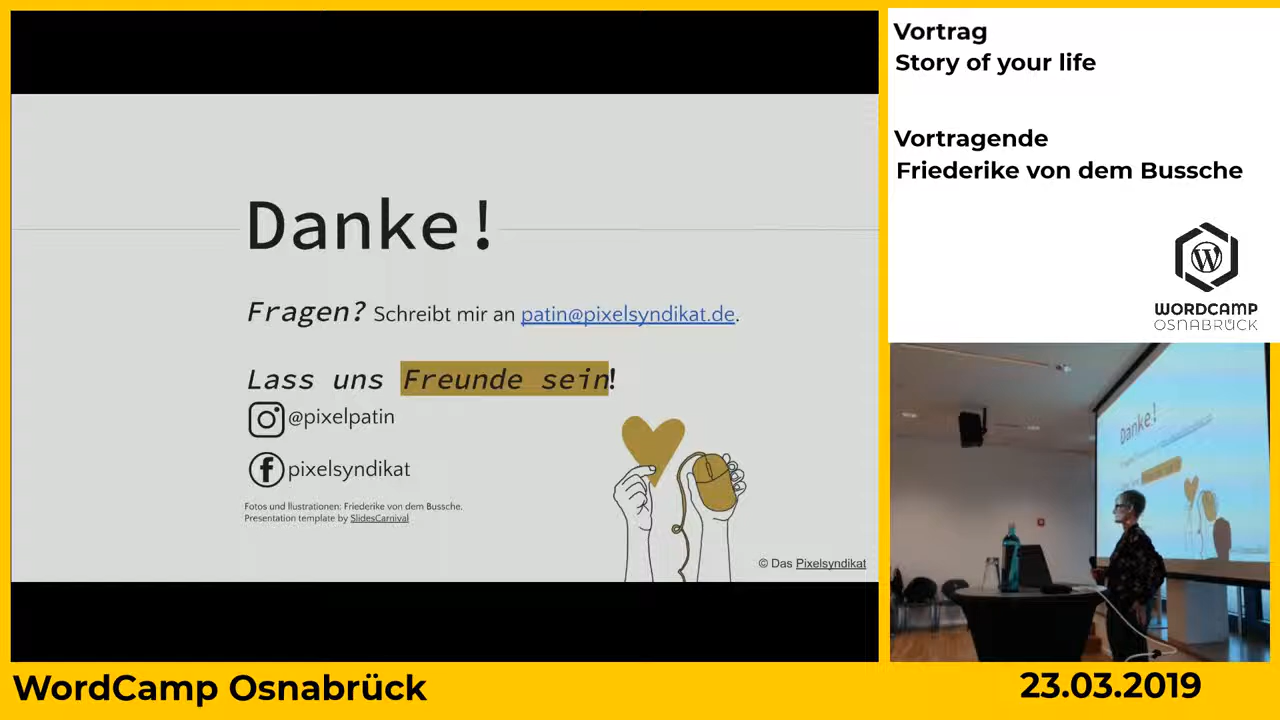 Danke!
Fragen? Schreibt mir an patin@pixelsyndikat.de.
Lass uns Freunde sein!
@pixelpatin
pixelsyndikat
Fotos und Ilustrationen: Friederike von dem Bussche.
Presentation template by SlidesCarnival
© Das Pixelsyndikat
Vortrag
Story of your life
Vortragende
Friederike von dem Bussche
WORDCAMP
OSNABRÜCK
Danke!
WordCamp Osnabrück
23.03.2019